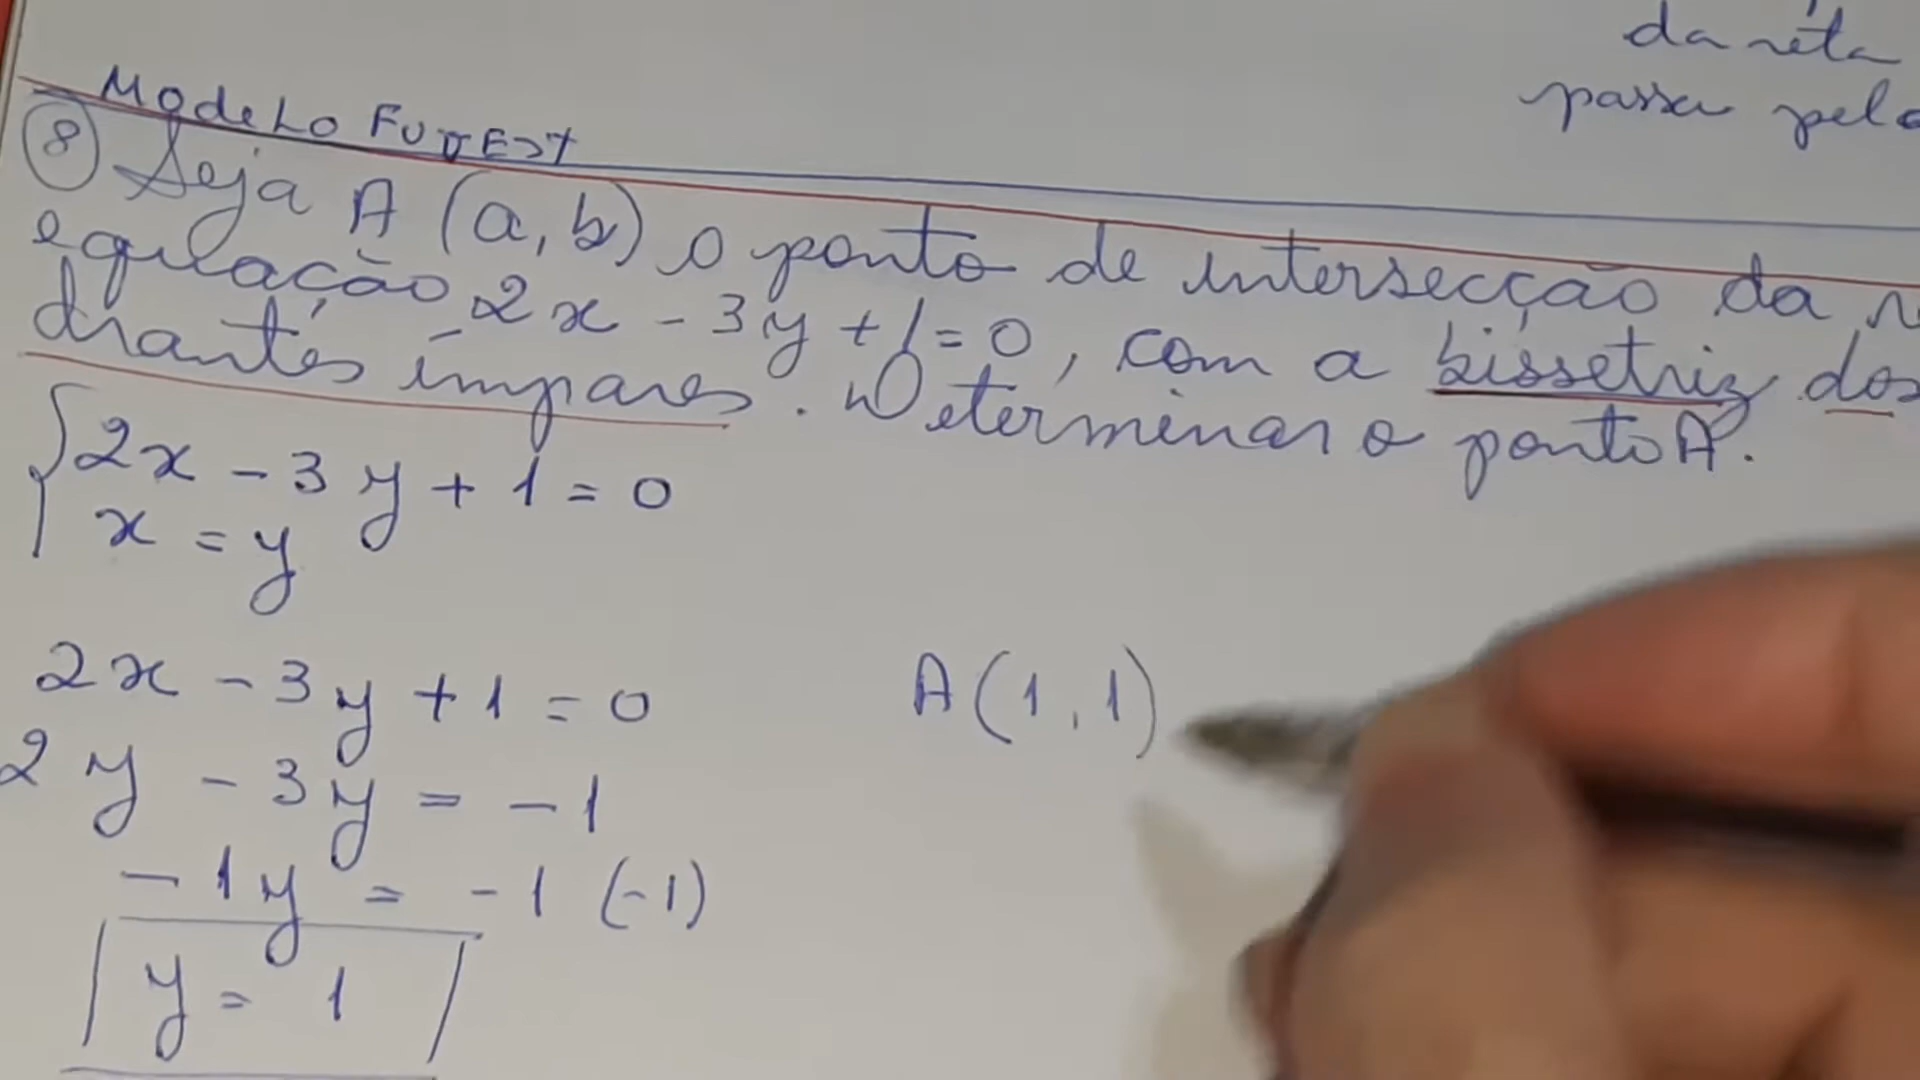 da réta
passa pelo
Modelo Fuvest
8 Seja A (a, b) o ponto de intersecção da
equação 2x - 3y + 1 = 0, com a bissetriz dos
drantes ímpares. Determinar o ponto A.
2x - 3y + 1 = 0
x = y
2x - 3y + 1 = 0
A(1, 1)
2y - 3y = -1
-1y = -1 (-1)
y = 1